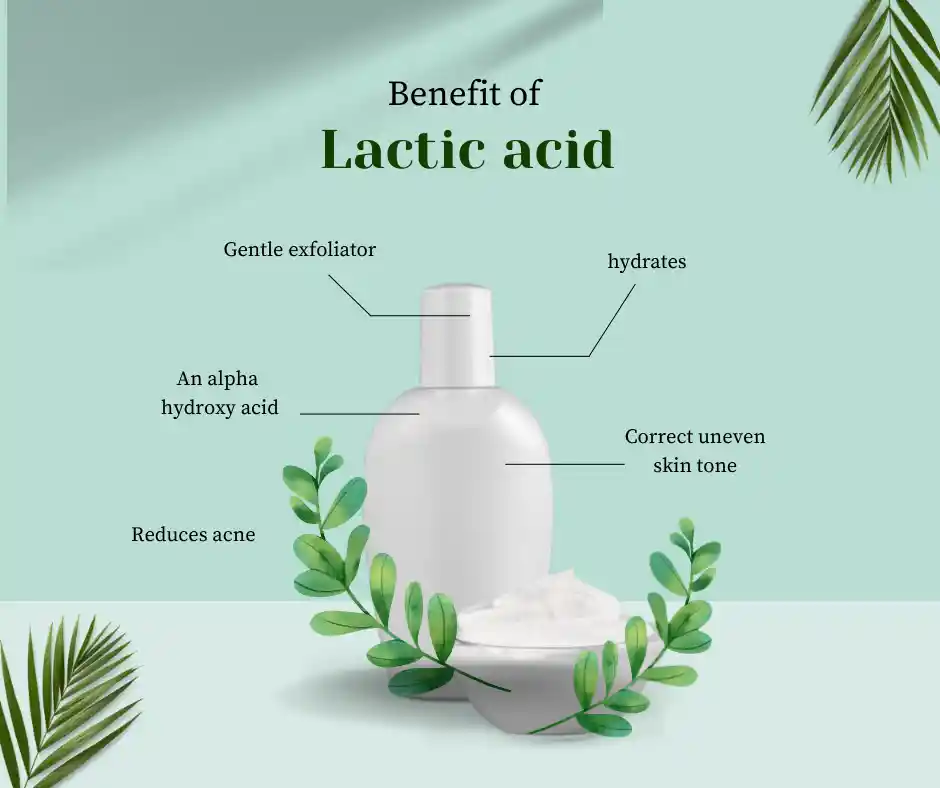 Benefit of
Lactic acid
Gentle exfoliator
hydrates
An alpha
hydroxy acid
Correct uneven
skin tone
Reduces acne